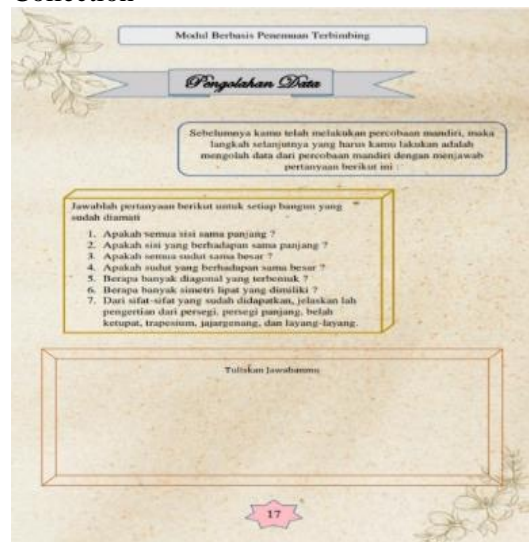 Collection
Modul Berbasis Penemuan Terbimbing
Pengolahan Data
Sebelumnya kamu telah melakukan percobaan mandiri, maka
langkah selanjutnya yang harus kamu lakukan adalah
mengolah data dari percobaan mandiri dengan menjawab
pertanyaan berikut ini :
Jawablah pertanyaan berikut untuk setiap bangun yang
sudah diamati
1. Apakah semua sisi sama panjang ?
2. Apakah sisi yang berhadapan sama panjang ?
3. Apakah semua sudut sama besar ?
4. Apakah sudut yang berhadapan sama besar ?
5. Berapa banyak diagonal yang terbentuk ?
6. Berapa banyak simetri lipat yang dimiliki ?
7. Dari sifat-sifat yang sudah didapatkan, jelaskan lah
pengertian dari persegi, persegi panjang, belah
ketupat, trapesium, jajargenang, dan layang-layang.
Tuliskan Jawabanmu
17